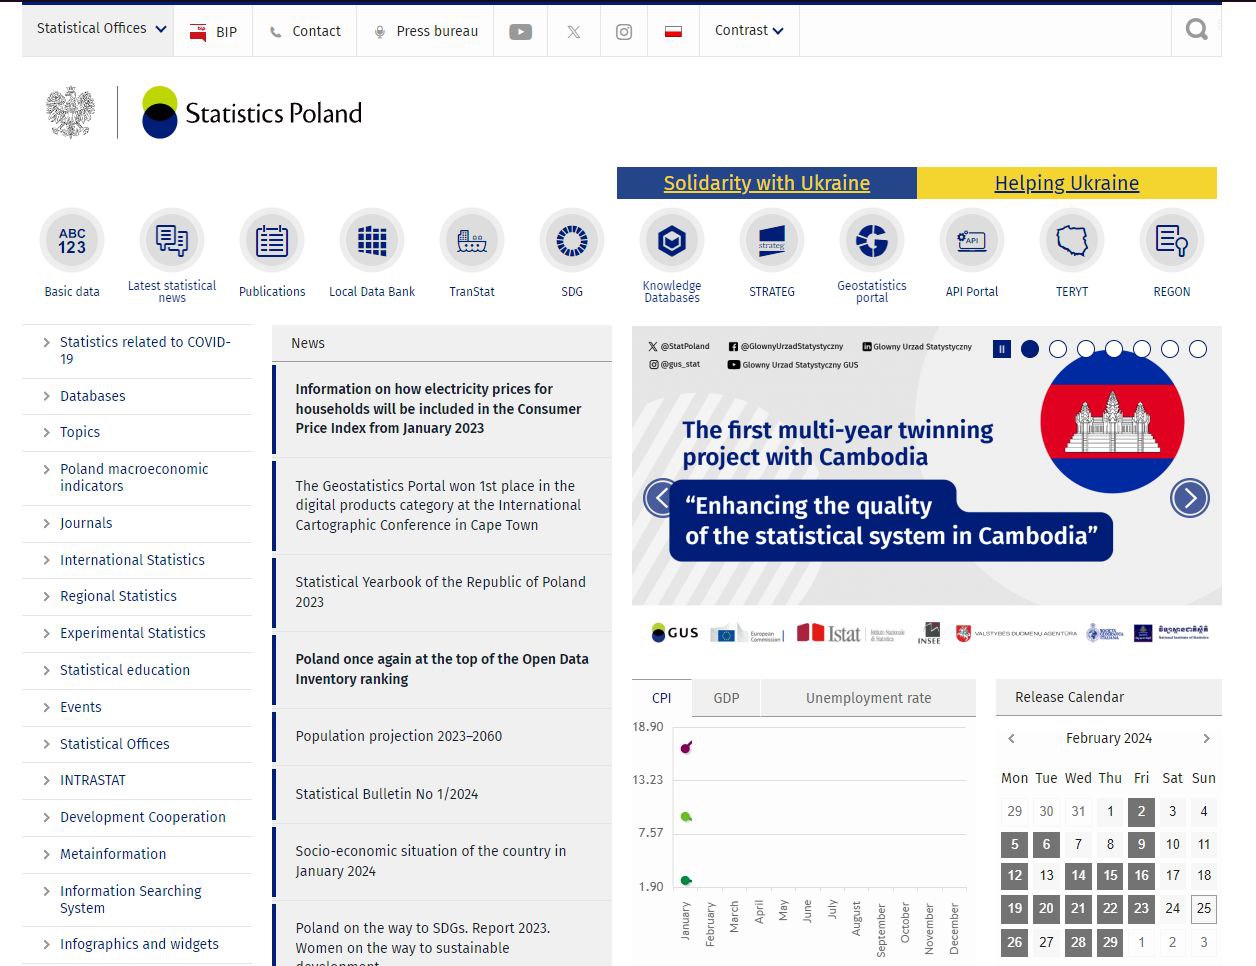 Statistical Offices
BIP
Contact
Press bureau
Contrast
Statistics Poland
Solidarity with Ukraine
Helping Ukraine
ABC
123
strateg
API
Basic data
Latest statistical
news
Publications
Local Data Bank
TranStat
SDG
Knowledge
Databases
STRATEG
Geostatistics
portal
API Portal
TERYT
REGON
Statistics related to COVID-
19
Databases
Topics
Poland macroeconomic
indicators
Journals
International Statistics
Regional Statistics
Experimental Statistics
Statistical education
Events
Statistical Offices
INTRASTAT
Development Cooperation
Metainformation
Information Searching
System
Infographics and widgets
News
Information on how electricity prices for
households will be included in the Consumer
Price Index from January 2023
The Geostatistics Portal won 1st place in the
digital products category at the International
Cartographic Conference in Cape Town
Statistical Yearbook of the Republic of Poland
2023
Poland once again at the top of the Open Data
Inventory ranking
Population projection 2023–2060
Statistical Bulletin No 1/2024
Socio-economic situation of the country in
January 2024
Poland on the way to SDGs. Report 2023.
Women on the way to sustainable
development
@StatPoland
@GlownyUrzadStatystyczny
Glowny Urzad Statystyczny
@gus_stat
Glowny Urzad Statystyczny GUS
The first multi-year twinning
project with Cambodia
“Enhancing the quality
of the statistical system in Cambodia”
GUS
European
Commission
Istat
Istituto Nazionale
di Statistica
INSEE
VALSTYBĖS DUOMENŲ AGENTŪRA
National Institute of Statistics
CPI
GDP
Unemployment rate
18.90
13.23
7.57
1.90
January
February
March
April
May
June
July
August
September
October
November
December
Release Calendar
February 2024
Mon Tue Wed Thu Fri Sat Sun
29 30 31 1 2 3 4
5 6 7 8 9 10 11
12 13 14 15 16 17 18
19 20 21 22 23 24 25
26 27 28 29 1 2 3